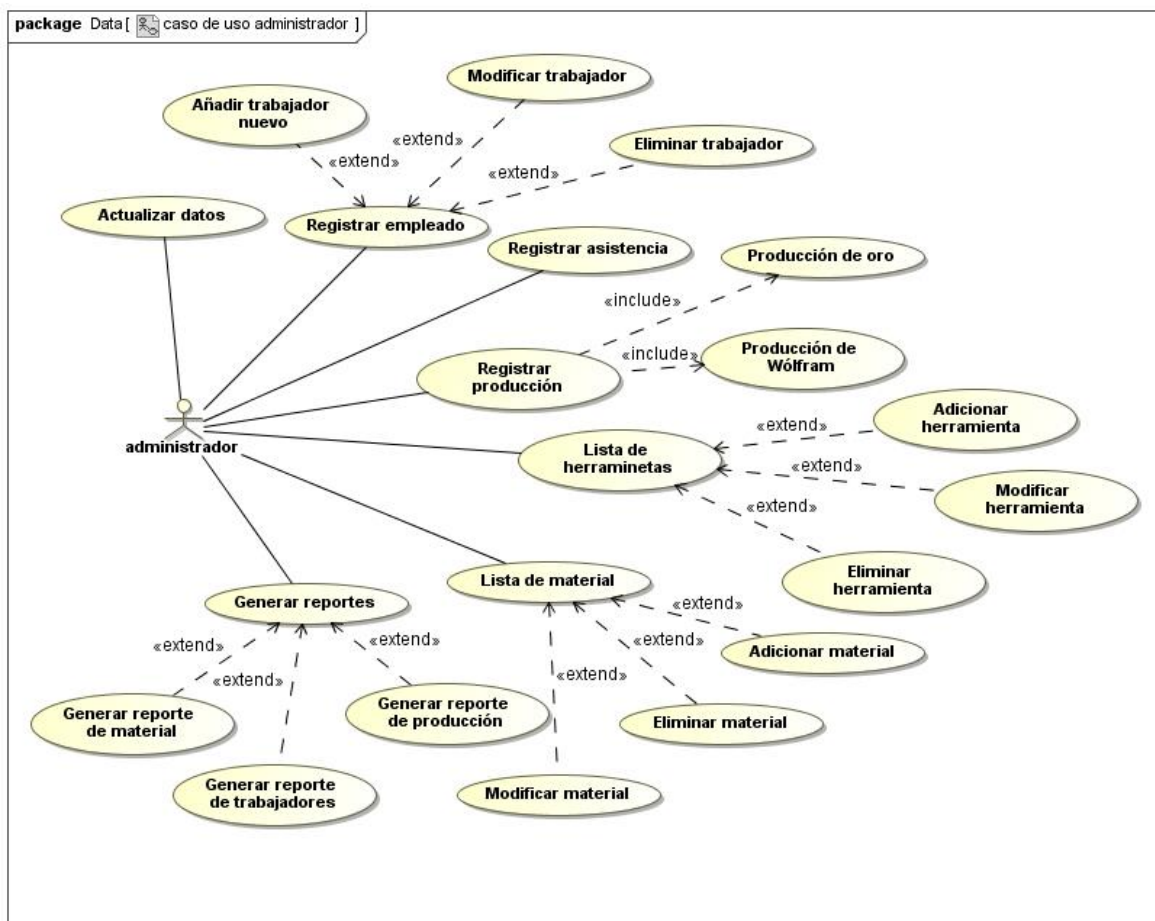 package Data [ caso de uso administrador ]
Modificar trabajador
Añadir trabajador
nuevo
«extend»
«extend»
Eliminar trabajador
«extend»
Actualizar datos
Registrar empleado
Registrar asistencia
Producción de oro
«include»
«include»
Producción de
Wólfram
Registrar
producción
administrador
Adicionar
herramienta
«extend»
Lista de
herraminetas
«extend»
Modificar
herramienta
«extend»
Eliminar
herramienta
Lista de material
Generar reportes
«extend»
Adicionar material
«extend»
«extend»
«extend»
«extend»
«extend»
Generar reporte
de material
Generar reporte
de producción
Eliminar material
Generar reporte
de trabajadores
Modificar material